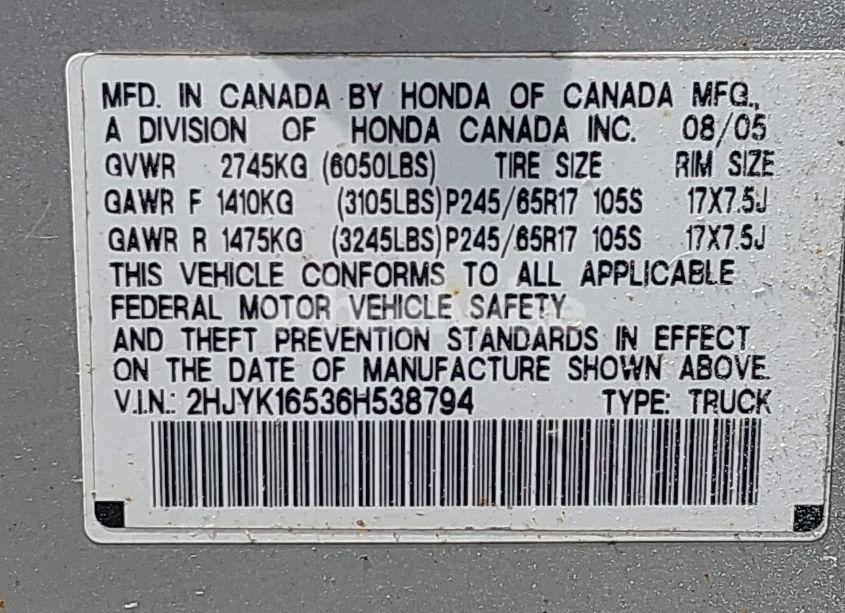 MFD. IN CANADA BY HONDA OF CANADA MFG.,
A DIVISION OF HONDA CANADA INC. 08/05
GVWR 2745KG (6050LBS) TIRE SIZE RIM SIZE
GAWR F 1410KG (3105LBS) P245/65R17 105S 17X7.5J
GAWR R 1475KG (3245LBS) P245/65R17 105S 17X7.5J
THIS VEHICLE CONFORMS TO ALL APPLICABLE
FEDERAL MOTOR VEHICLE SAFETY
AND THEFT PREVENTION STANDARDS IN EFFECT
ON THE DATE OF MANUFACTURE SHOWN ABOVE.
V.I.N.: 2HJYK16536H538794 TYPE: TRUCK